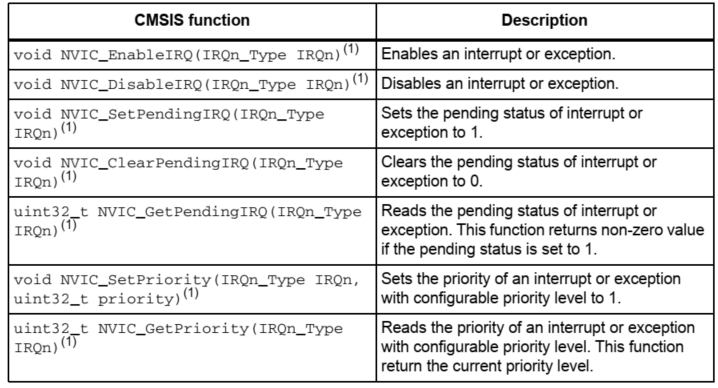 CMSIS function
Description
void NVIC_EnableIRQ(IRQn_Type IRQn)(1)
Enables an interrupt or exception.
void NVIC_DisableIRQ(IRQn_Type IRQn)(1)
Disables an interrupt or exception.
void NVIC_SetPendingIRQ(IRQn_Type
IRQn)(1)
Sets the pending status of interrupt or
exception to 1.
void NVIC_ClearPendingIRQ(IRQn_Type
IRQn)(1)
Clears the pending status of interrupt or
exception to 0.
uint32_t NVIC_GetPendingIRQ(IRQn_Type
IRQn)(1)
Reads the pending status of interrupt or
exception. This function returns non-zero value
if the pending status is set to 1.
void NVIC_SetPriority(IRQn_Type IRQn,
uint32_t priority)(1)
Sets the priority of an interrupt or exception
with configurable priority level to 1.
uint32_t NVIC_GetPriority(IRQn_Type
IRQn)(1)
Reads the priority of an interrupt or exception
with configurable priority level. This function
return the current priority level.